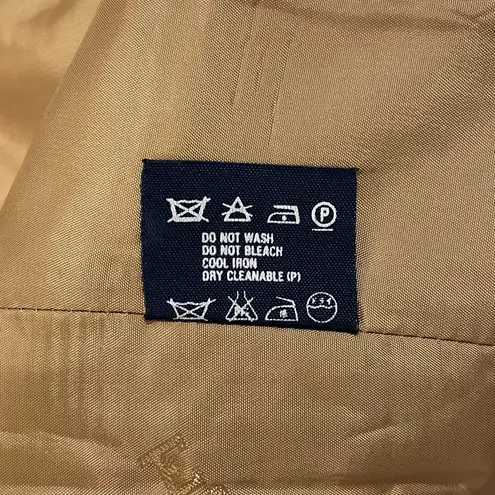 P
DO NOT WASH
DO NOT BLEACH
COOL IRON
DRY CLEANABLE (P)